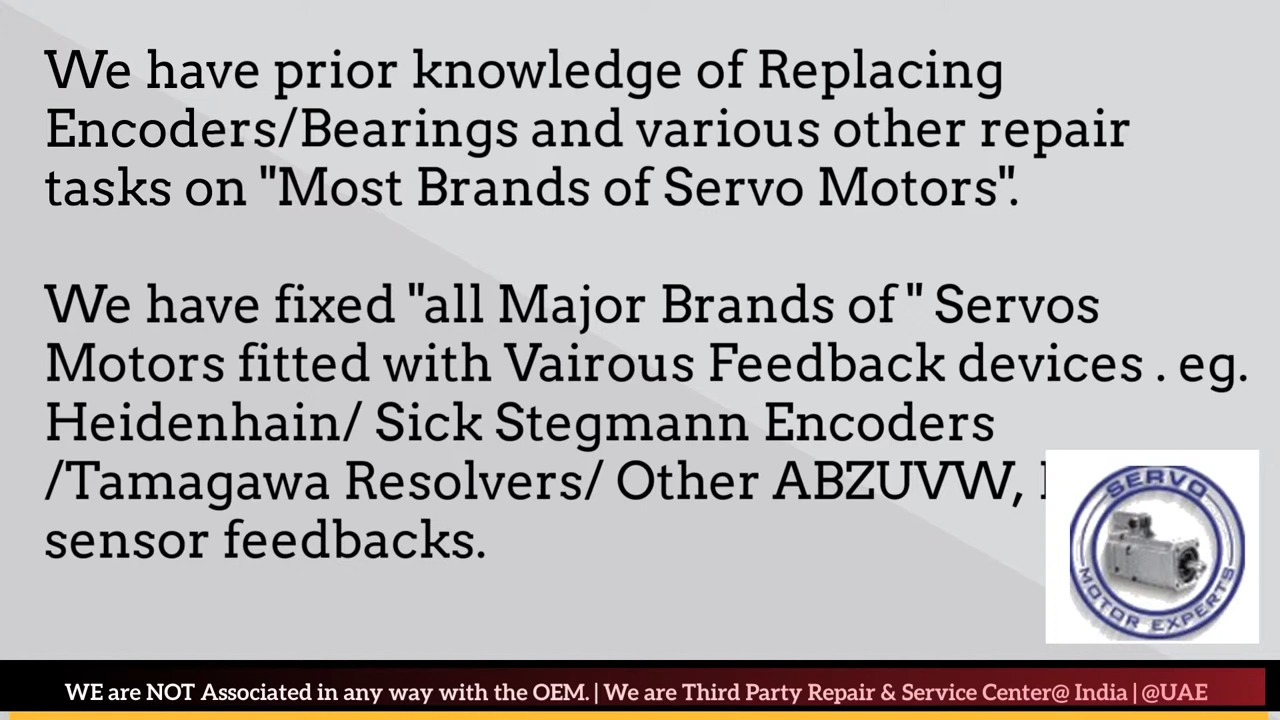 We have prior knowledge of Replacing
Encoders/Bearings and various other repair
tasks on "Most Brands of Servo Motors".
We have fixed "all Major Brands of " Servos
Motors fitted with Vairous Feedback devices . eg.
Heidenhain/ Sick Stegmann Encoders
/Tamagawa Resolvers/ Other ABZUVW,
sensor feedbacks.
SERVO
MOTOR EXPERTS
WE are NOT Associated in any way with the OEM. | We are Third Party Repair & Service Center@ India | @UAE